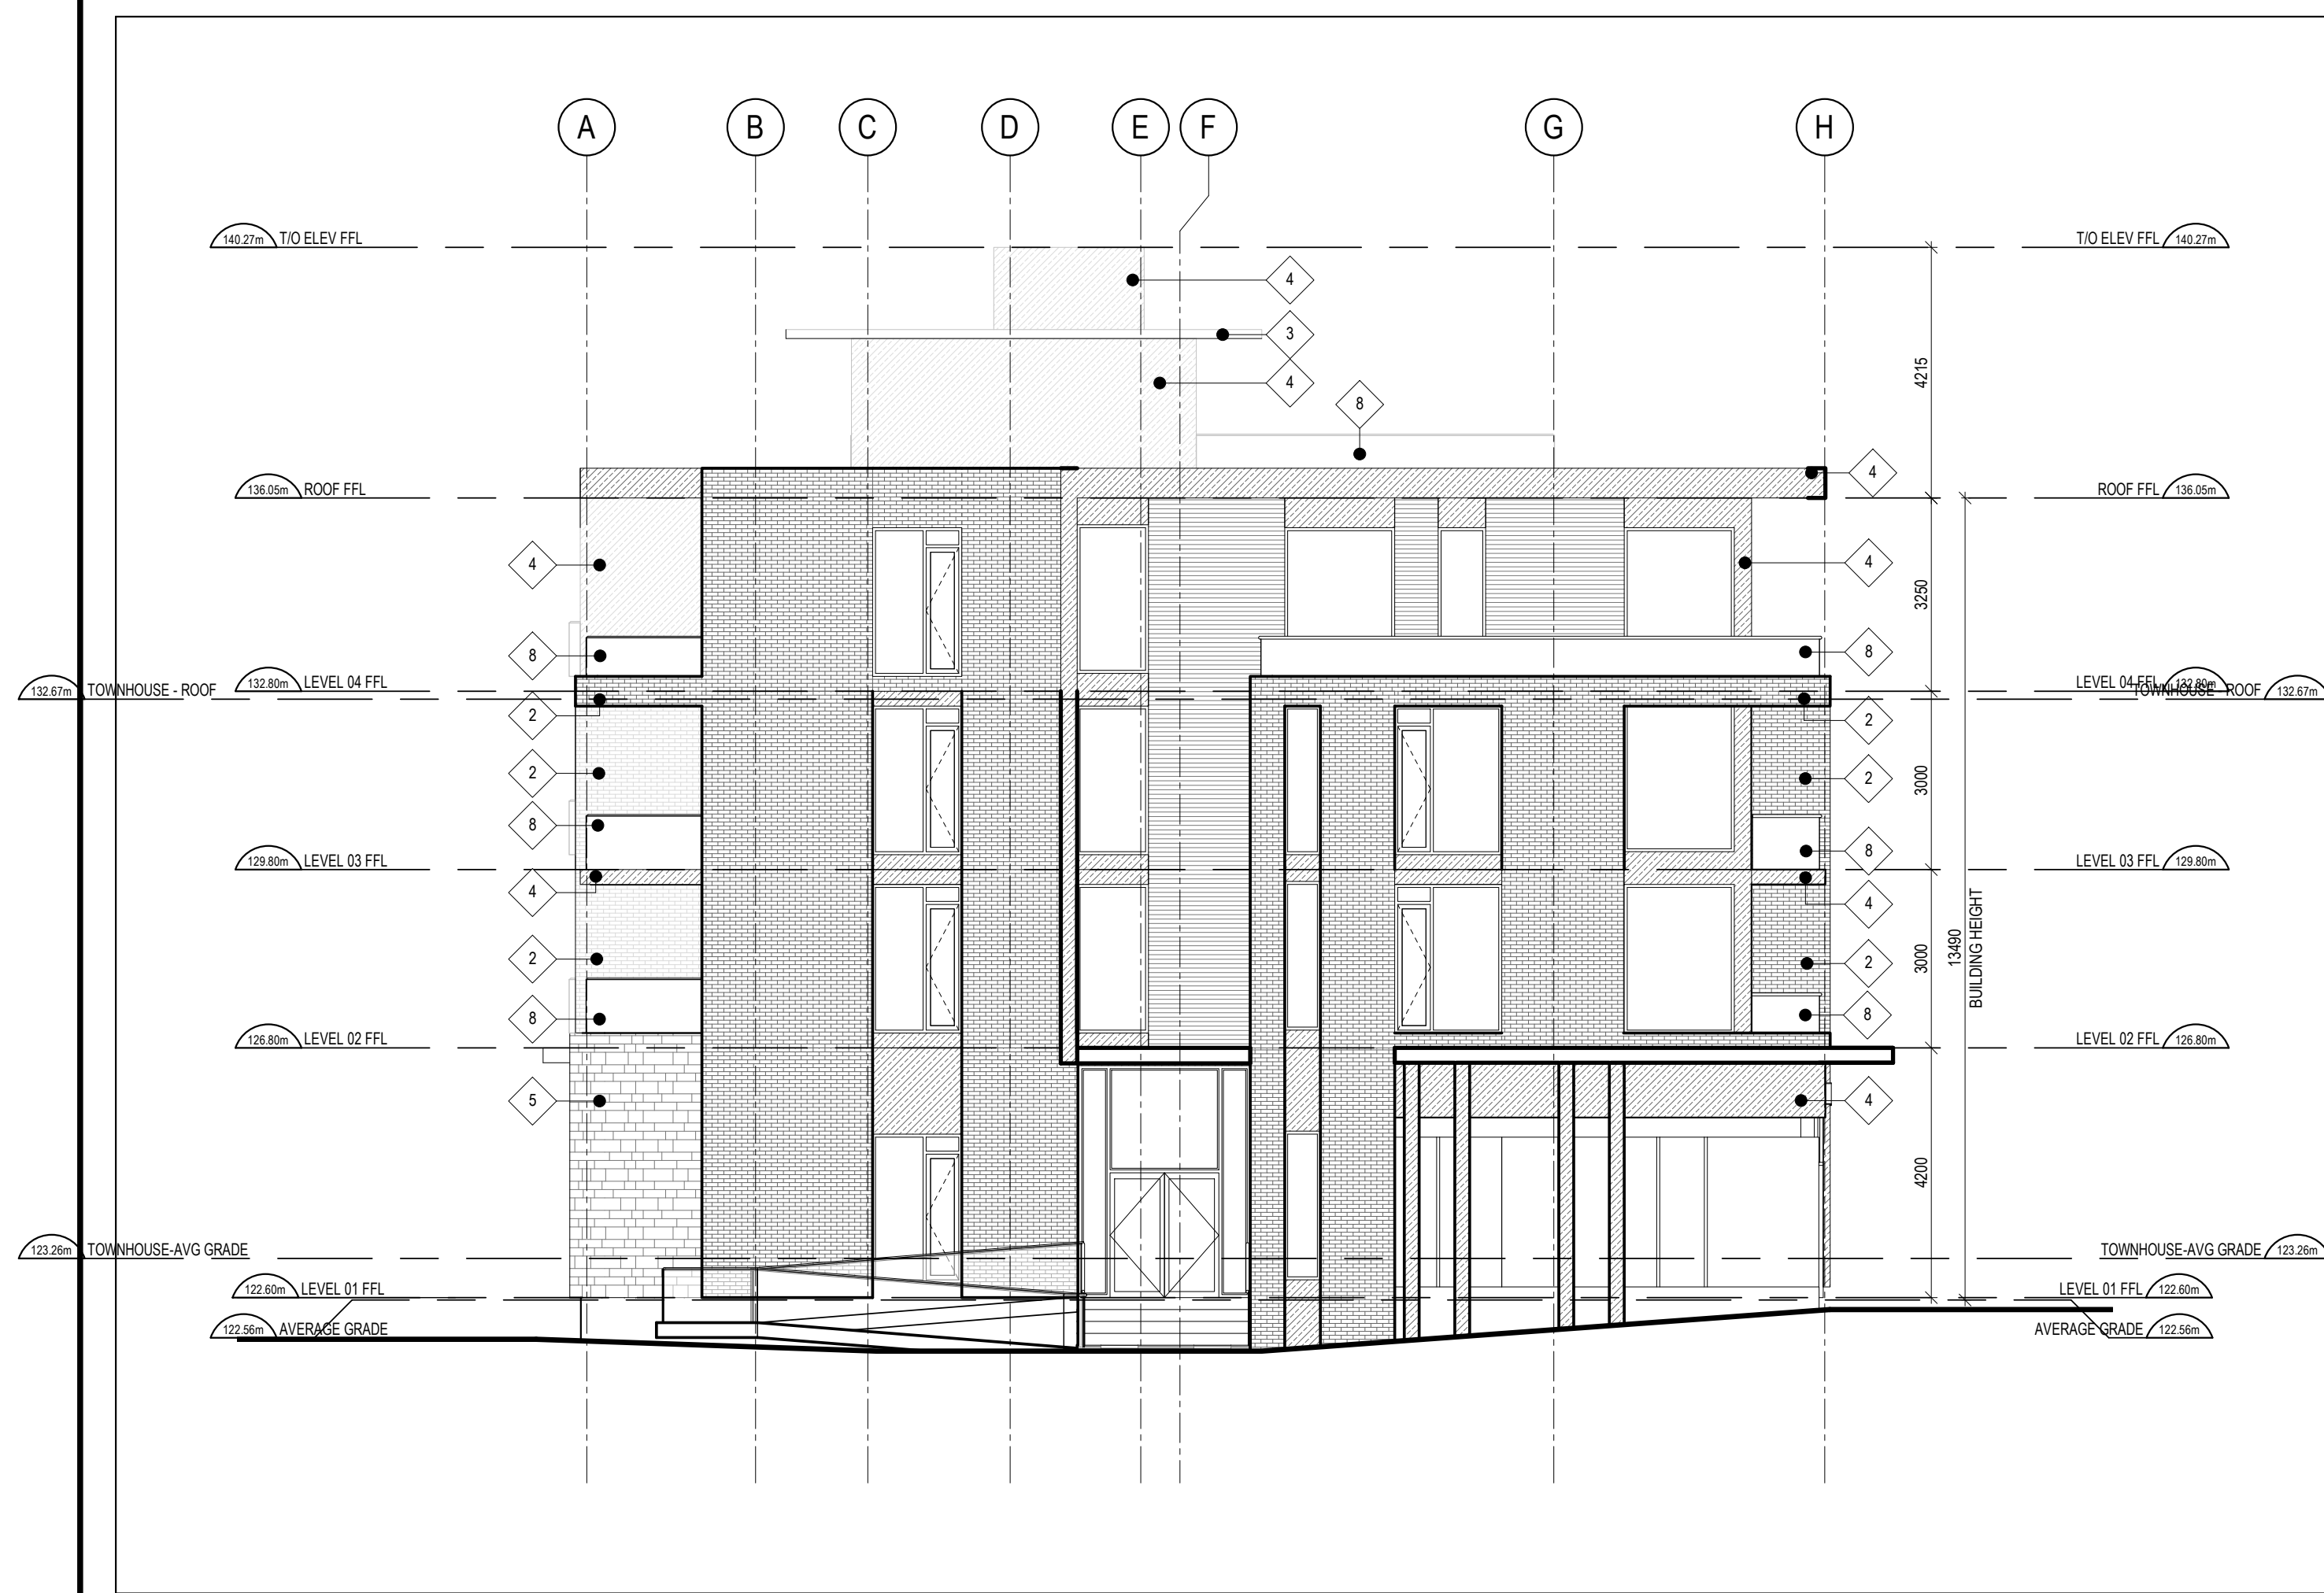 A B C D E F G H
140.27m T/O ELEV FFL
T/O ELEV FFL 140.27m
4
3
4
4215
8
136.05m ROOF FFL
4
ROOF FFL 136.05m
4
4
3250
8
8
132.67m TOWNHOUSE - ROOF
132.80m LEVEL 04 FFL
LEVEL 04 FFL 132.80m
TOWNHOUSE - ROOF 132.67m
2
2
2
2
3000
8
8
129.80m LEVEL 03 FFL
LEVEL 03 FFL 129.80m
4
4
2
2
3000
13490
BUILDING HEIGHT
8
8
126.80m LEVEL 02 FFL
LEVEL 02 FFL 126.80m
5
4
4200
123.26m TOWNHOUSE-AVG GRADE
TOWNHOUSE-AVG GRADE 123.26m
122.60m LEVEL 01 FFL
LEVEL 01 FFL 122.60m
122.56m AVERAGE GRADE
AVERAGE GRADE 122.56m